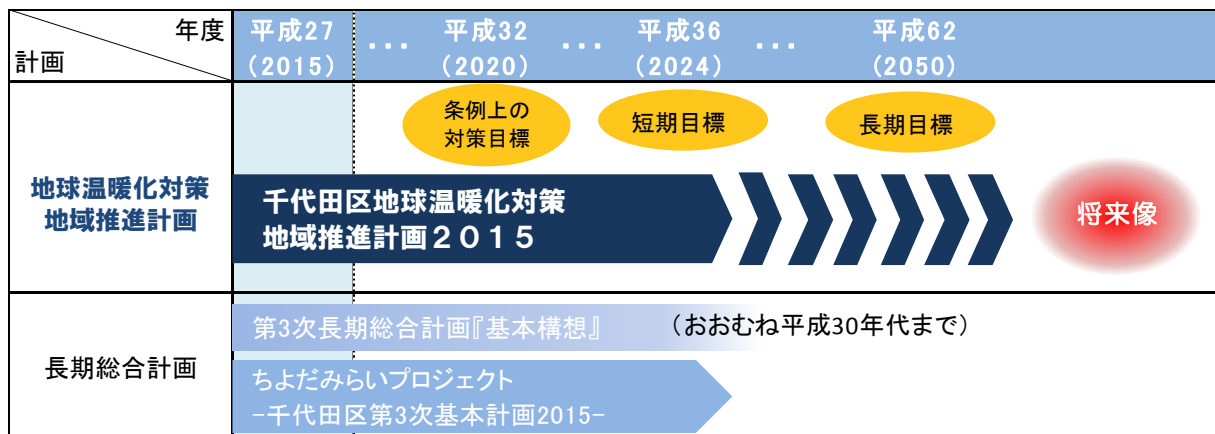 年度
計画
平成27
(2015)
...
平成32
(2020)
...
平成36
(2024)
...
平成62
(2050)
条例上の
対策目標
短期目標
長期目標
地球温暖化対策
地域推進計画
千代田区地球温暖化対策
地域推進計画２０１５
将来像
長期総合計画
第3次長期総合計画『基本構想』
（おおむね平成30年代まで）
ちよだみらいプロジェクト
-千代田区第3次基本計画2015-